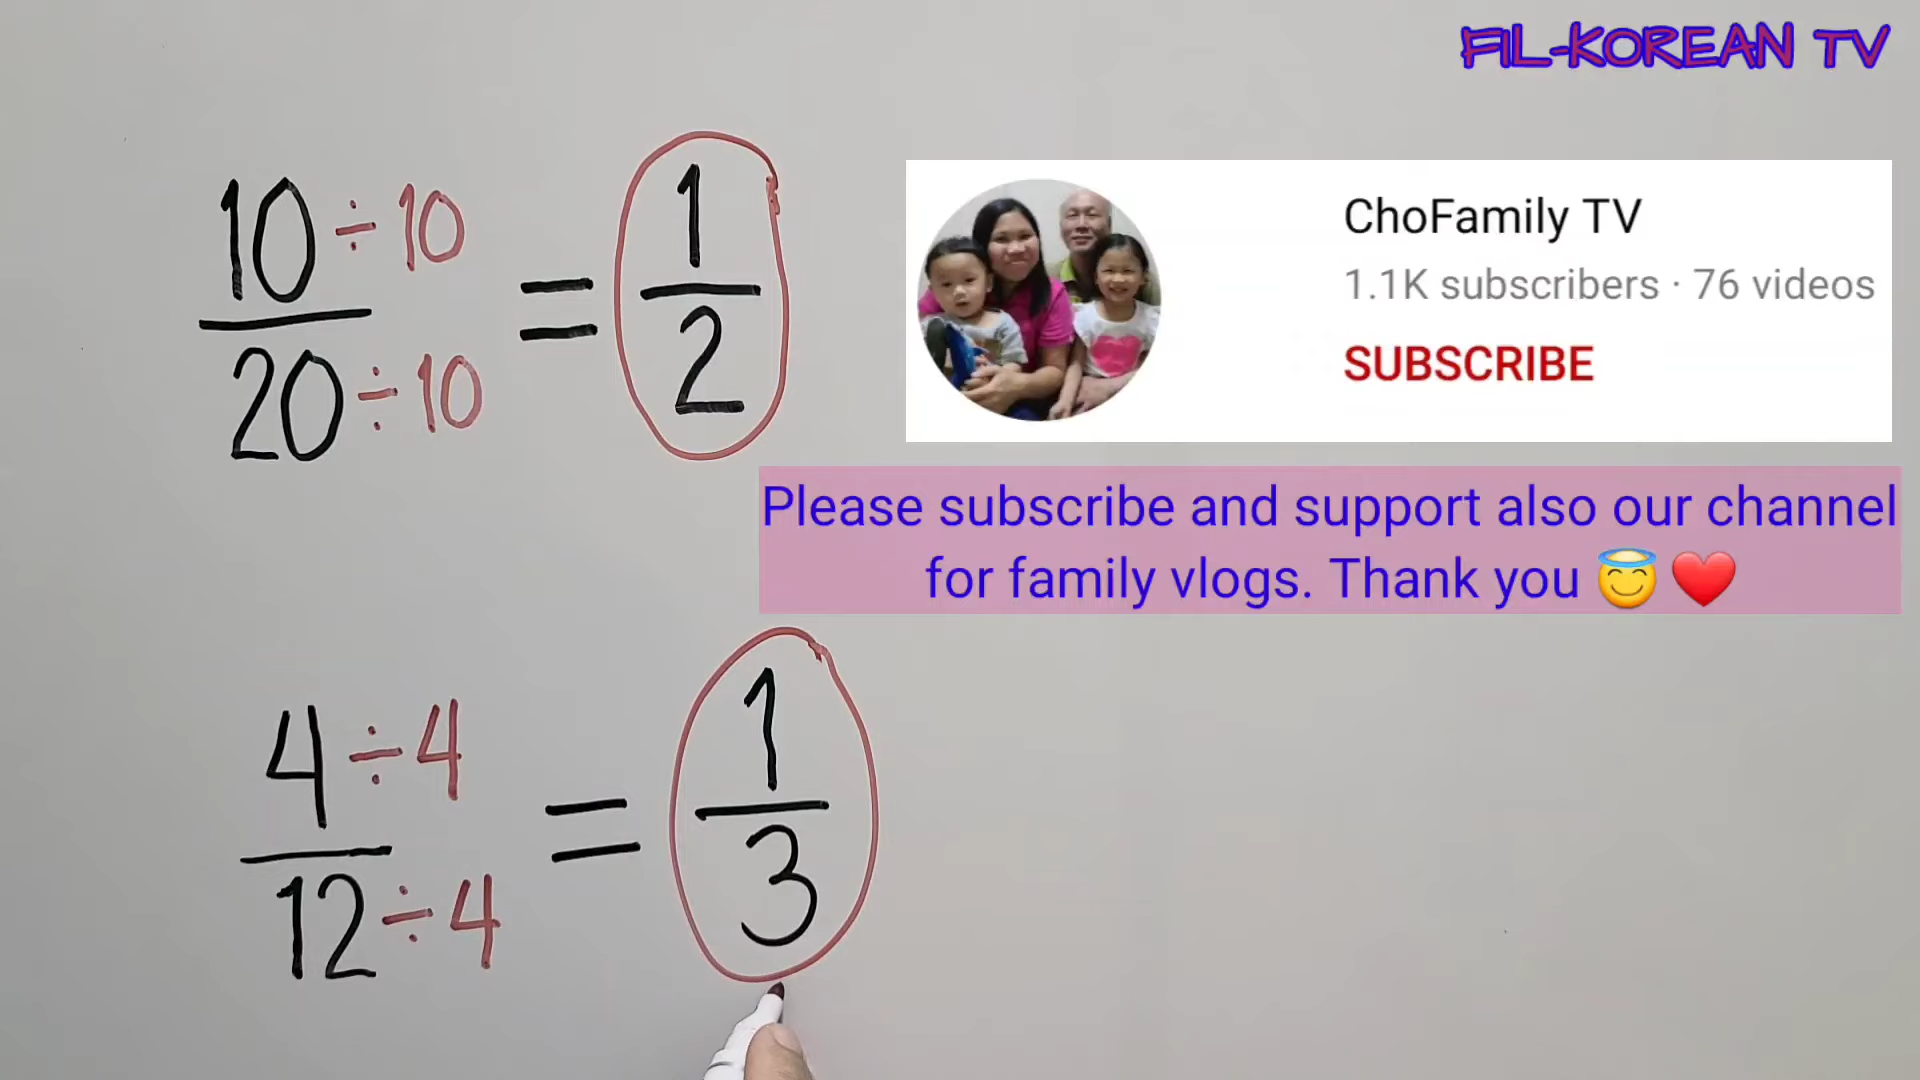 FIL-KOREAN TV
10 ÷ 10
20 ÷ 10
= 1/2
ChoFamily TV
1.1K subscribers · 76 videos
SUBSCRIBE
Please subscribe and support also our channel
for family vlogs. Thank you 😇 ❤️
4 ÷ 4
12 ÷ 4
= 1/3